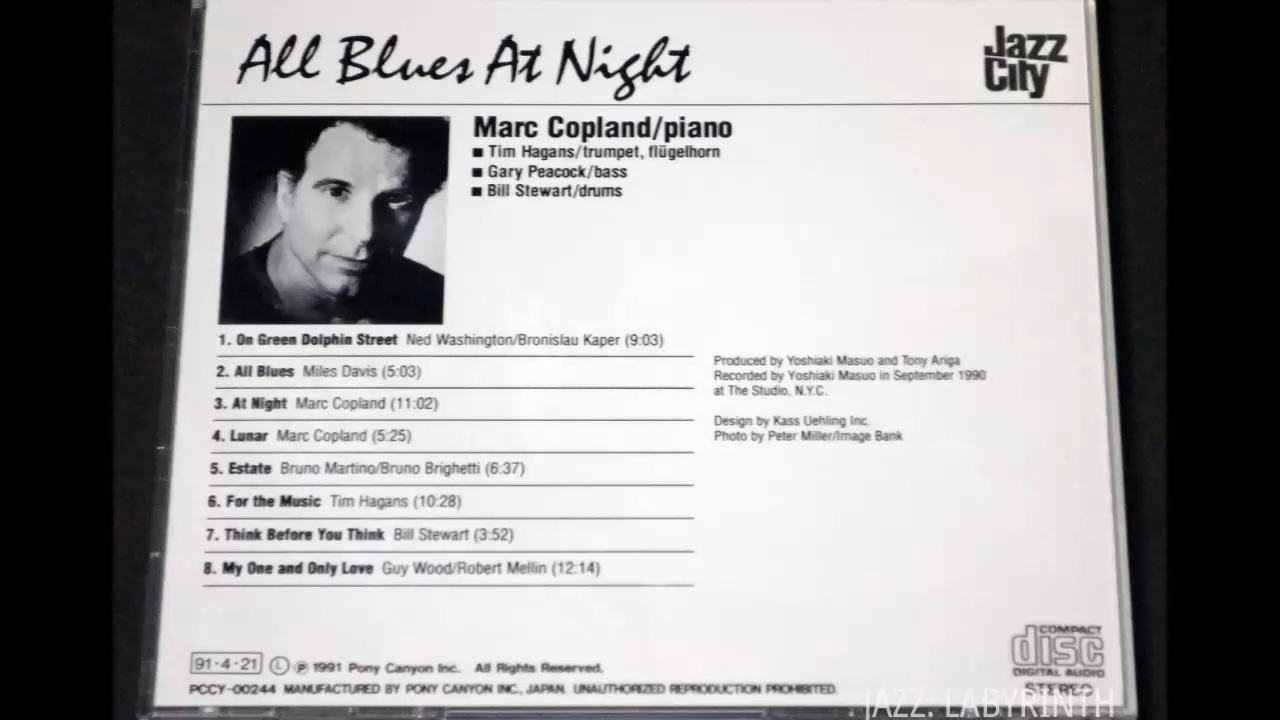 All Blues At Night
Jazz City
Marc Copland/piano
■ Tim Hagans/trumpet, flügelhorn
■ Gary Peacock/bass
■ Bill Stewart/drums
1. On Green Dolphin Street Ned Washington/Bronislau Kaper (9:03)
2. All Blues Miles Davis (5:03)
3. At Night Marc Copland (11:02)
4. Lunar Marc Copland (5:25)
5. Estate Bruno Martino/Bruno Brighetti (6:37)
6. For the Music Tim Hagans (10:28)
7. Think Before You Think Bill Stewart (3:52)
8. My One and Only Love Guy Wood/Robert Mellin (12:14)
Produced by Yoshiaki Masuo and Tony Ariga
Recorded by Yoshiaki Masuo in September 1990
at The Studio, N.Y.C.
Design by Kass Uehling Inc.
Photo by Peter Miller/Image Bank
COMPACT
disc
DIGITAL AUDIO
STEREO
91·4·21 Ⓛ ℗ 1991 Pony Canyon Inc. All Rights Reserved.
PCCY-00244 MANUFACTURED BY PONY CANYON INC., JAPAN. UNAUTHORIZED REPRODUCTION PROHIBITED.
JAZZ: LABYRINTH